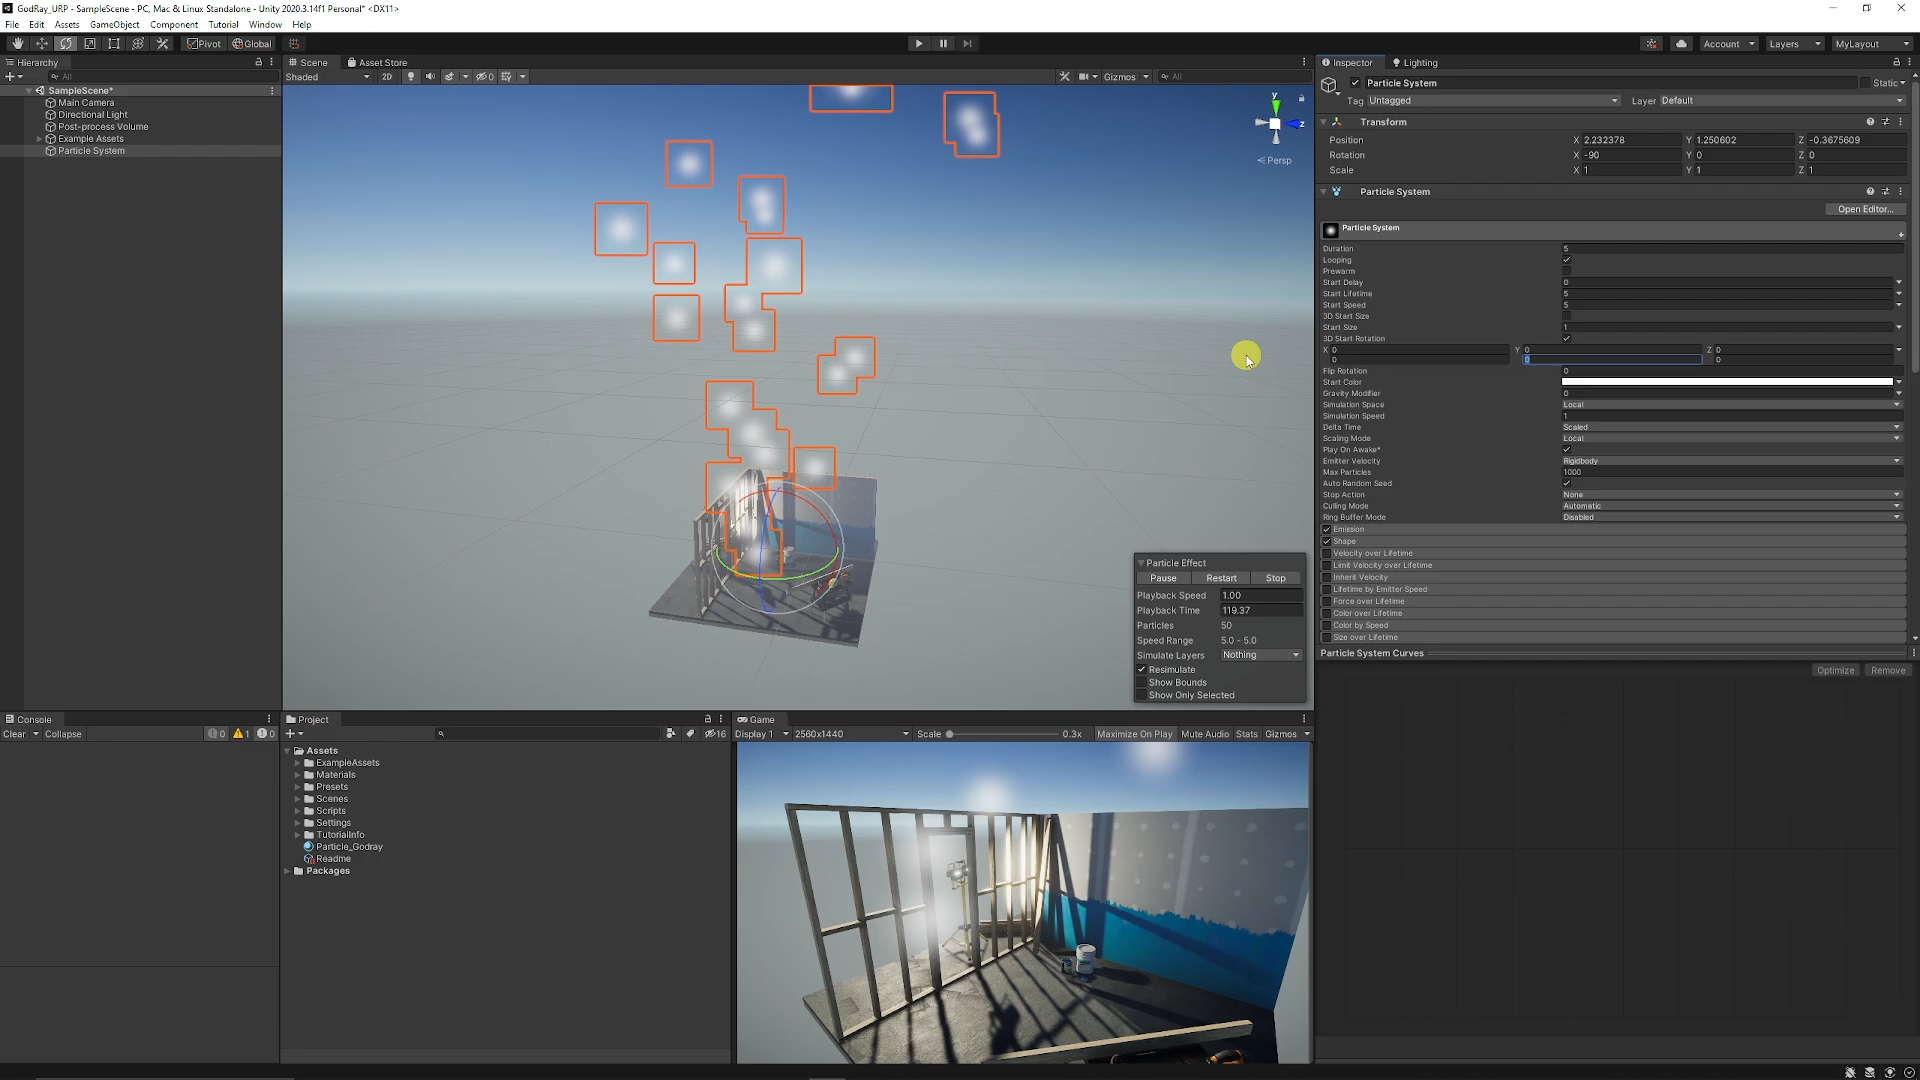 GodRay_URP - SampleScene - PC, Mac & Linux Standalone - Unity 2020.3.14f1 Personal* <DX11>
File Edit Assets GameObject Component Tutorial Window Help
Pivot Global Account Layers MyLayout
Hierarchy
All
SampleScene*
Main Camera
Directional Light
Post-process Volume
Example Assets
Particle System
Scene Asset Store
Shaded 2D 0 Gizmos All
y
z
Persp
Particle Effect
Pause Restart Stop
Playback Speed 1.00
Playback Time 119.37
Particles 50
Speed Range 5.0 - 5.0
Simulate Layers Nothing
Resimulate
Show Bounds
Show Only Selected
Inspector Lighting
Particle System Static
Tag Untagged Layer Default
Transform
Position X 2.232378 Y 1.250602 Z -0.3675609
Rotation X -90 Y 0 Z 0
Scale X 1 Y 1 Z 1
Particle System
Open Editor...
Particle System
Duration 5
Looping
Prewarm
Start Delay 0
Start Lifetime 5
Start Speed 5
3D Start Size
Start Size 1
3D Start Rotation
X 0 Y 0 Z 0
0 0 0
Flip Rotation 0
Start Color
Gravity Modifier 0
Simulation Space Local
Simulation Speed 1
Delta Time Scaled
Scaling Mode Local
Play On Awake*
Emitter Velocity Rigidbody
Max Particles 1000
Auto Random Seed
Stop Action None
Culling Mode Automatic
Ring Buffer Mode Disabled
Emission
Shape
Velocity over Lifetime
Limit Velocity over Lifetime
Inherit Velocity
Lifetime by Emitter Speed
Force over Lifetime
Color over Lifetime
Color by Speed
Size over Lifetime
Particle System Curves
Optimize Remove
Console
Clear Collapse 0 1 0
Project
16
Assets
ExampleAssets
Materials
Presets
Scenes
Scripts
Settings
TutorialInfo
Particle_Godray
Readme
Packages
Game
Display 1 2560x1440 Scale 0.3x Maximize On Play Mute Audio Stats Gizmos